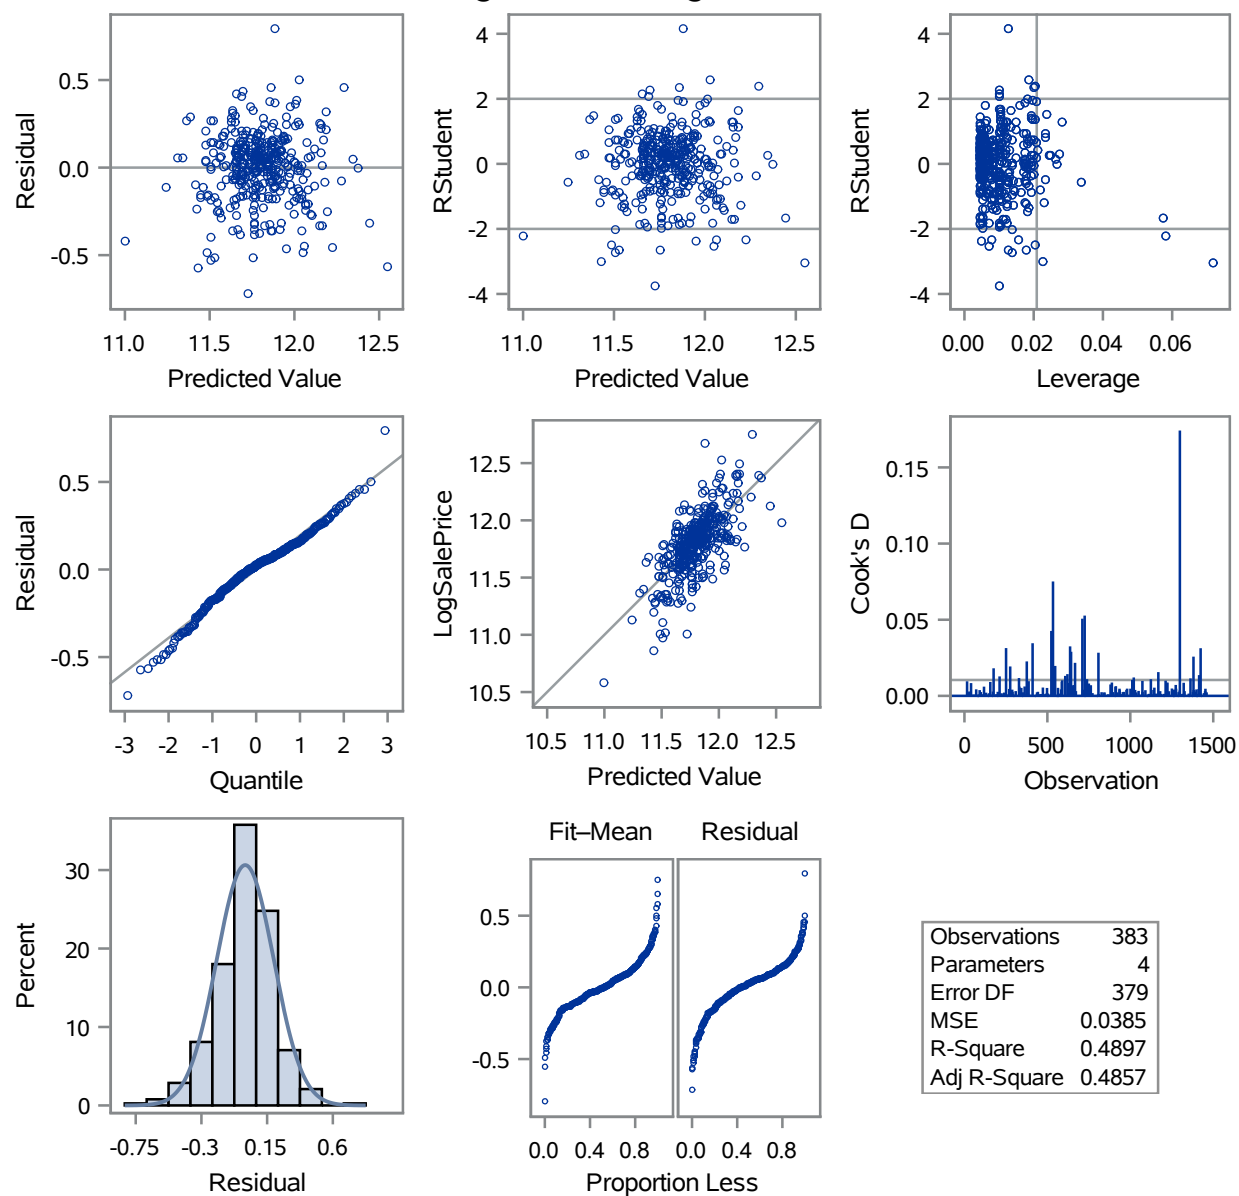 0.5
0.0
-0.5
Residual
11.0 11.5 12.0 12.5
Predicted Value
4
2
0
-2
-4
RStudent
11.0 11.5 12.0 12.5
Predicted Value
4
2
0
-2
-4
RStudent
0.00 0.02 0.04 0.06
Leverage
0.5
0.0
-0.5
Residual
-3 -2 -1 0 1 2 3
Quantile
12.5
12.0
11.5
11.0
10.5
LogSalePrice
10.5 11.0 11.5 12.0 12.5
Predicted Value
0.15
0.10
0.05
0.00
Cook's D
0 500 1000 1500
Observation
30
20
10
0
Percent
-0.75 -0.3 0.15 0.6
Residual
Fit–Mean Residual
0.5
0.0
-0.5
0.0 0.4 0.8 0.0 0.4 0.8
Proportion Less
Observations 383
Parameters 4
Error DF 379
MSE 0.0385
R-Square 0.4897
Adj R-Square 0.4857